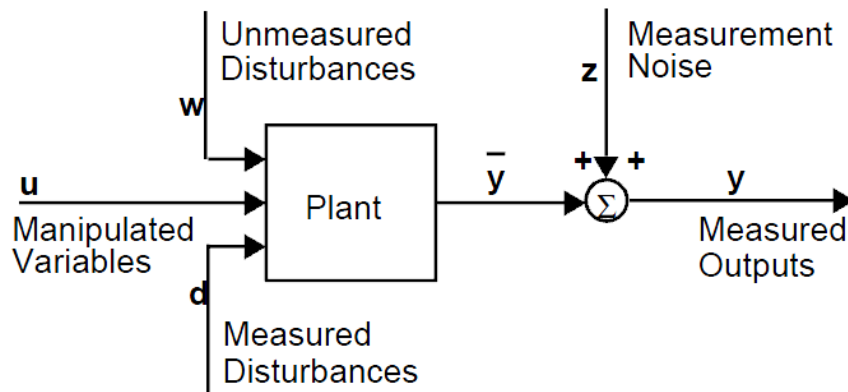 Unmeasured
Disturbances
Measurement
Noise
w
z
u
Plant
ȳ
+ +
Σ
y
Manipulated
Variables
Measured
Outputs
d
Measured
Disturbances